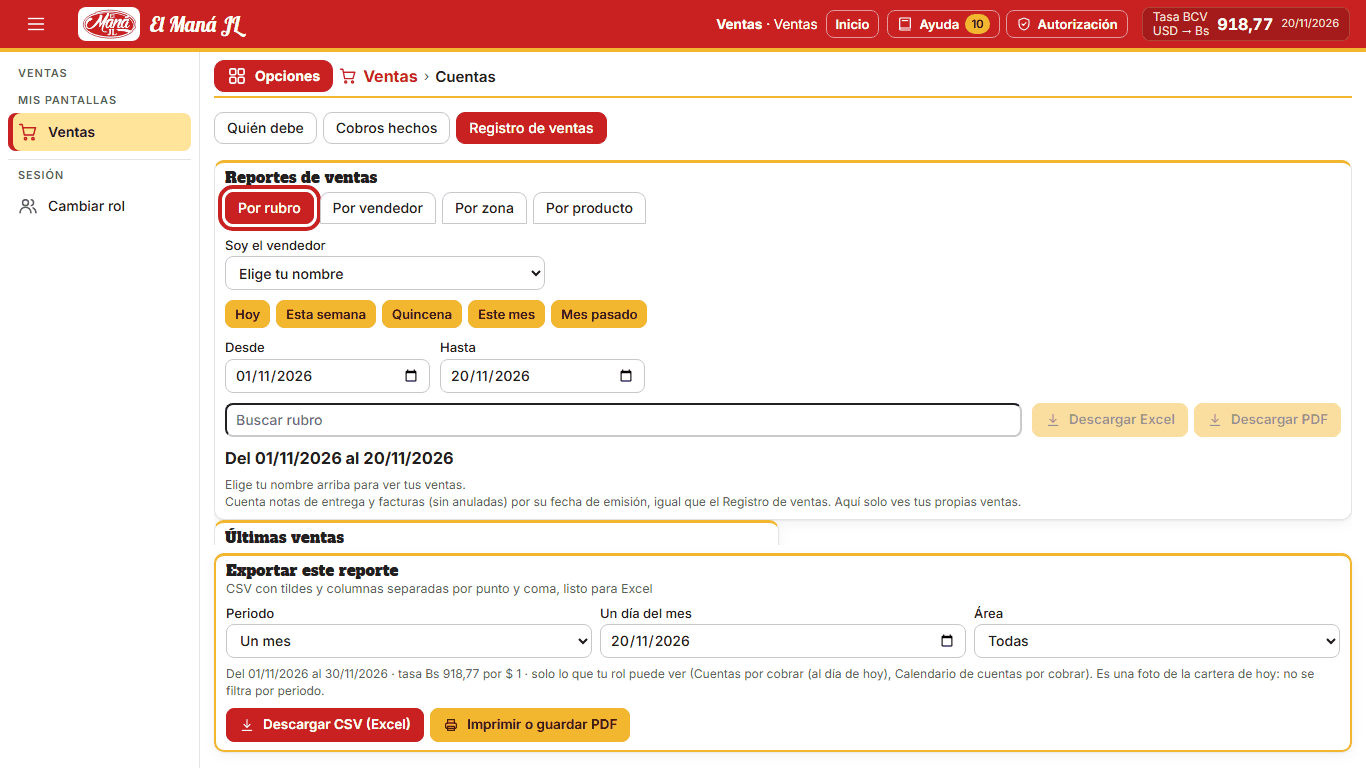 El Maná JL
El Maná JL
Ventas · Ventas
Inicio
Ayuda 10
Autorización
Tasa BCV
USD → Bs
918,77
20/11/2026
VENTAS
MIS PANTALLAS
Ventas
SESIÓN
Cambiar rol
Opciones
Ventas › Cuentas
Quién debe
Cobros hechos
Registro de ventas
Reportes de ventas
Por rubro
Por vendedor
Por zona
Por producto
Soy el vendedor
Elige tu nombre
Hoy
Esta semana
Quincena
Este mes
Mes pasado
Desde
Hasta
01/11/2026
20/11/2026
Buscar rubro
Descargar Excel
Descargar PDF
Del 01/11/2026 al 20/11/2026
Elige tu nombre arriba para ver tus ventas.
Cuenta notas de entrega y facturas (sin anuladas) por su fecha de emisión, igual que el Registro de ventas. Aquí solo ves tus propias ventas.
Últimas ventas
Exportar este reporte
CSV con tildes y columnas separadas por punto y coma, listo para Excel
Periodo
Un día del mes
Área
Un mes
20/11/2026
Todas
Del 01/11/2026 al 30/11/2026 · tasa Bs 918,77 por $ 1 · solo lo que tu rol puede ver (Cuentas por cobrar (al día de hoy), Calendario de cuentas por cobrar). Es una foto de la cartera de hoy: no se
filtra por periodo.
Descargar CSV (Excel)
Imprimir o guardar PDF